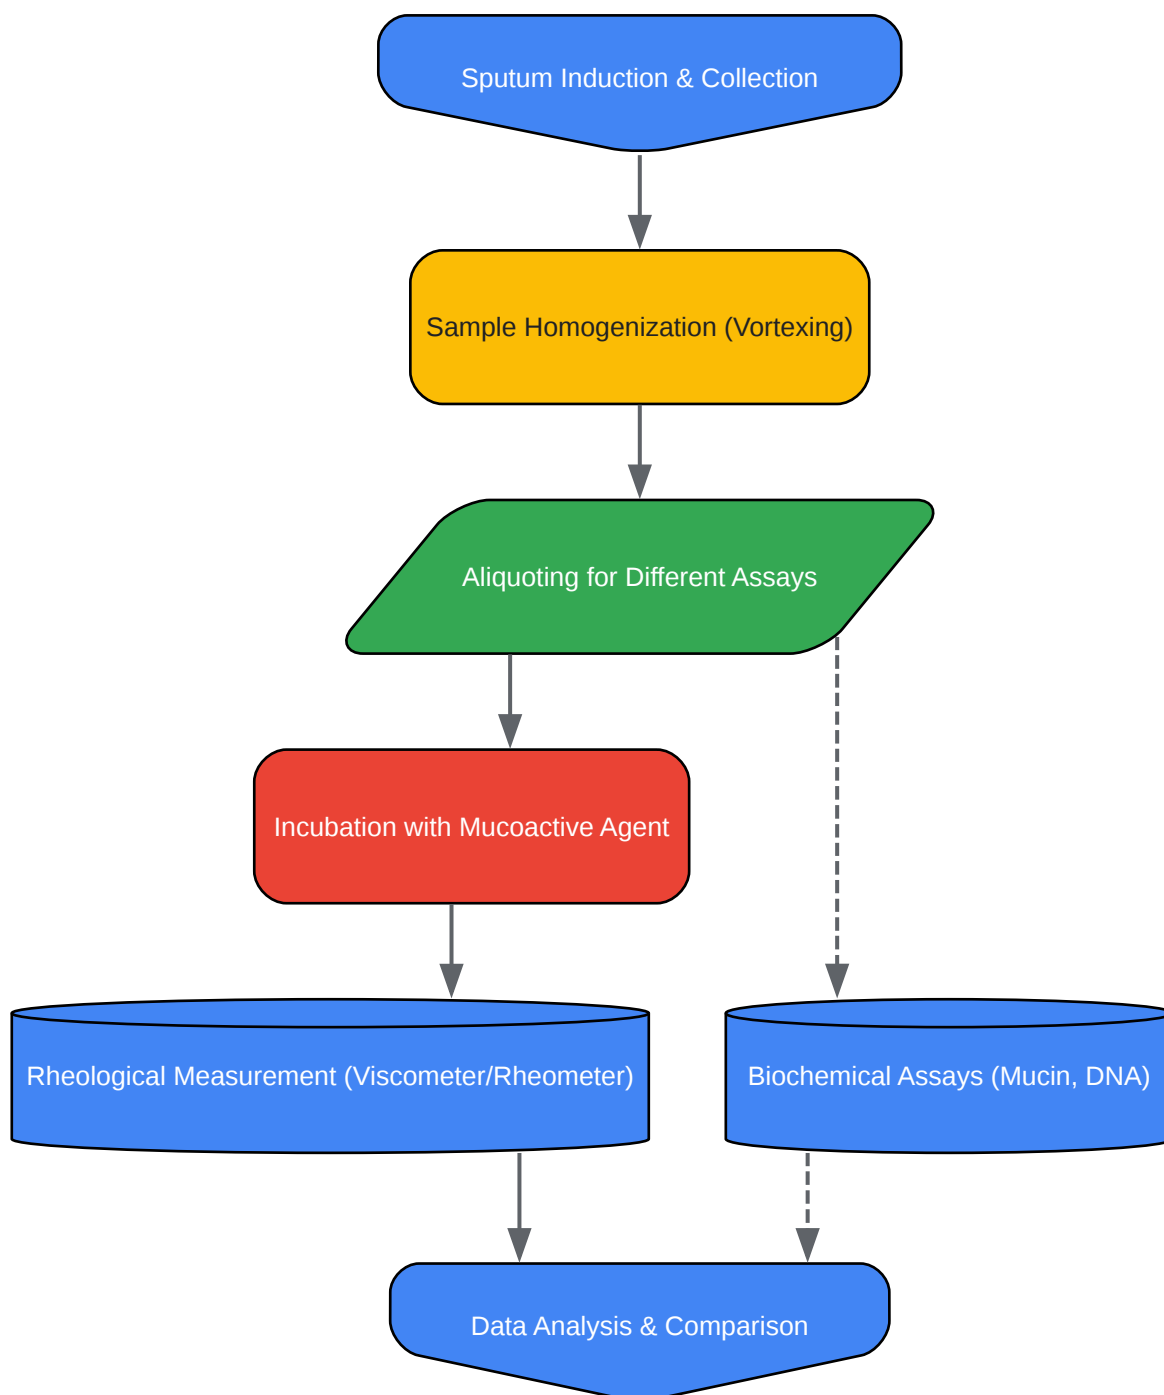 Sputum Induction & Collection
Sample Homogenization (Vortexing)
Aliquoting for Different Assays
Incubation with Mucoactive Agent
Rheological Measurement (Viscometer/Rheometer)
Biochemical Assays (Mucin, DNA)
Data Analysis & Comparison